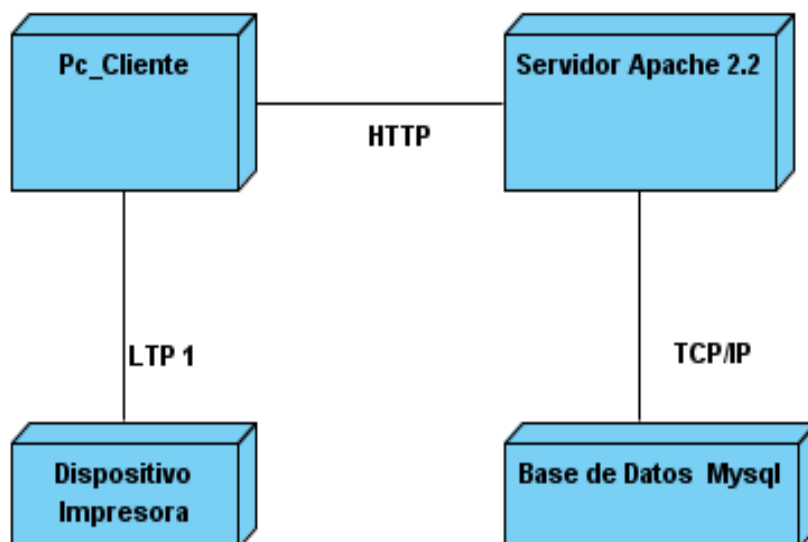 Pc_Cliente
Servidor Apache 2.2
HTTP
LTP 1
TCP/IP
Dispositivo
Impresora
Base de Datos Mysql